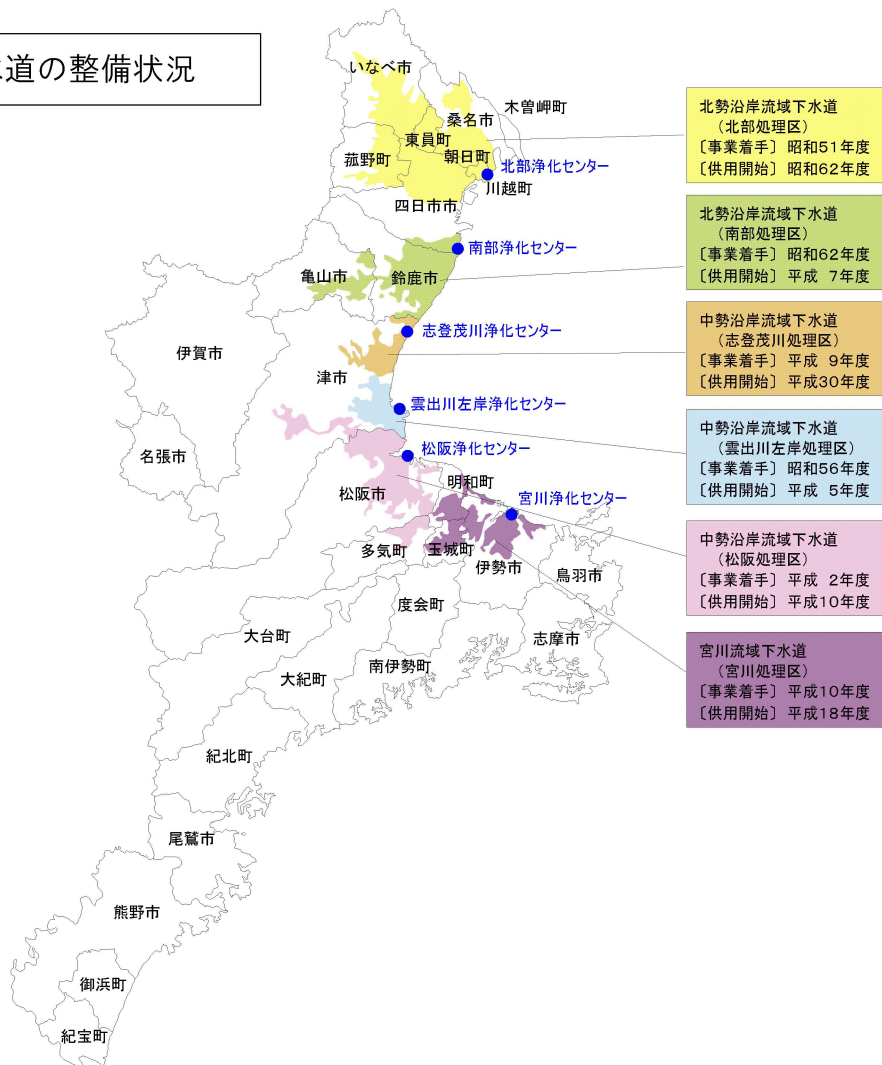 道の整備状況
いなべ市
木曽岬町
桑名市
東員町
朝日町
菰野町
北部浄化センター
川越町
四日市市
南部浄化センター
亀山市
鈴鹿市
志登茂川浄化センター
伊賀市
津市
雲出川左岸浄化センター
松阪浄化センター
名張市
明和町
松阪市
宮川浄化センター
多気町
玉城町
伊勢市
鳥羽市
度会町
大台町
志摩市
南伊勢町
大紀町
紀北町
尾鷲市
熊野市
御浜町
紀宝町
北勢沿岸流域下水道
（北部処理区）
〔事業着手〕 昭和51年度
〔供用開始〕 昭和62年度
北勢沿岸流域下水道
（南部処理区）
〔事業着手〕 昭和62年度
〔供用開始〕 平成 7年度
中勢沿岸流域下水道
（志登茂川処理区）
〔事業着手〕 平成 9年度
〔供用開始〕 平成30年度
中勢沿岸流域下水道
（雲出川左岸処理区）
〔事業着手〕 昭和56年度
〔供用開始〕 平成 5年度
中勢沿岸流域下水道
（松阪処理区）
〔事業着手〕 平成 2年度
〔供用開始〕 平成10年度
宮川流域下水道
（宮川処理区）
〔事業着手〕 平成10年度
〔供用開始〕 平成18年度